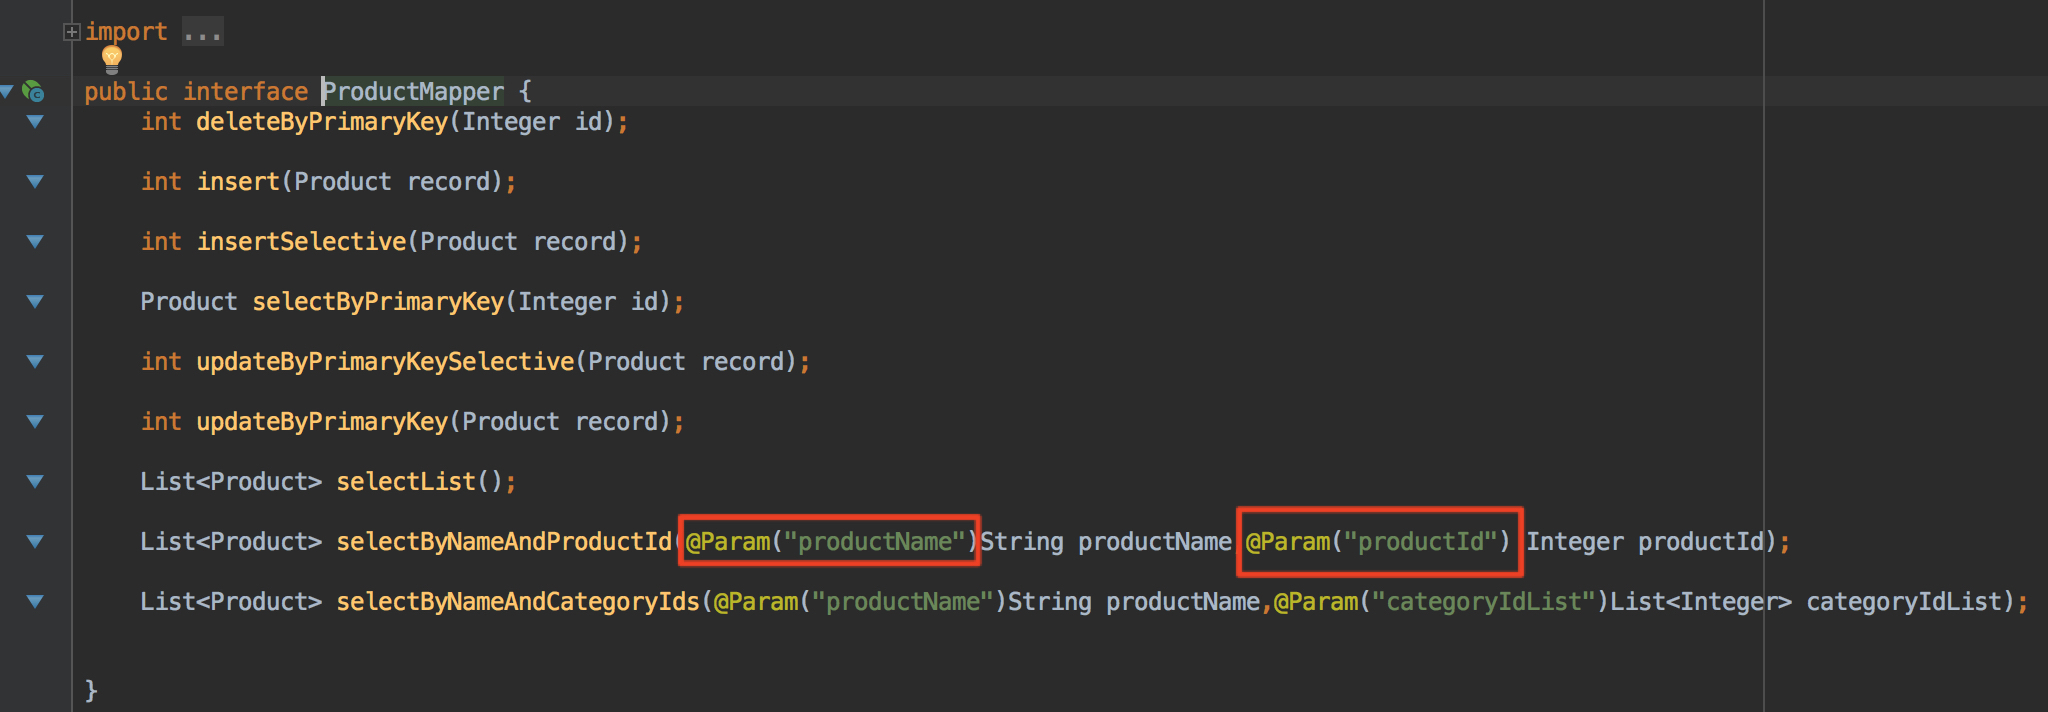 import ...
public interface ProductMapper {
int deleteByPrimaryKey(Integer id);
int insert(Product record);
int insertSelective(Product record);
Product selectByPrimaryKey(Integer id);
int updateByPrimaryKeySelective(Product record);
int updateByPrimaryKey(Product record);
List<Product> selectList();
List<Product> selectByNameAndProductId(@Param("productName")String productName,@Param("productId") Integer productId);
List<Product> selectByNameAndCategoryIds(@Param("productName")String productName,@Param("categoryIdList")List<Integer> categoryIdList);
}